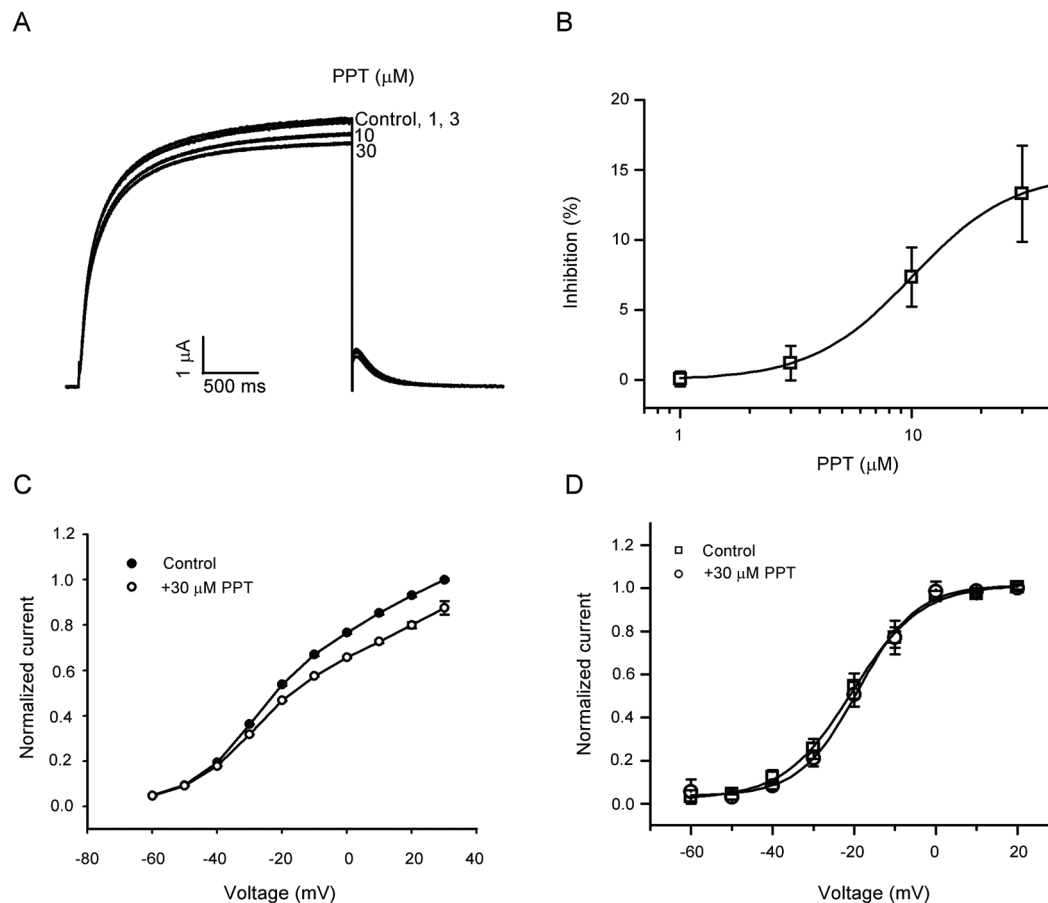 A
PPT (μM)
Control, 1, 3
10
30
1 μA
500 ms
B
20
15
10
5
0
Inhibition (%)
1
10
PPT (μM)
C
1.2
1.0
0.8
0.6
0.4
0.2
0.0
Normalized current
Control
+30 μM PPT
-80
-60
-40
-20
0
20
40
Voltage (mV)
D
1.2
1.0
0.8
0.6
0.4
0.2
0.0
Normalized current
Control
+30 μM PPT
-60
-40
-20
0
20
Voltage (mV)